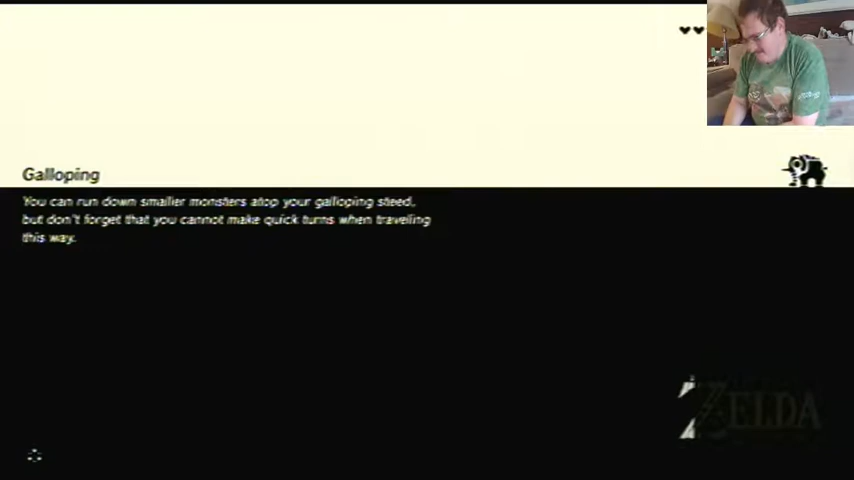 Galloping
You can run down smaller monsters atop your galloping steed,
but don't forget that you cannot make quick turns when traveling
this way.
ZELDA